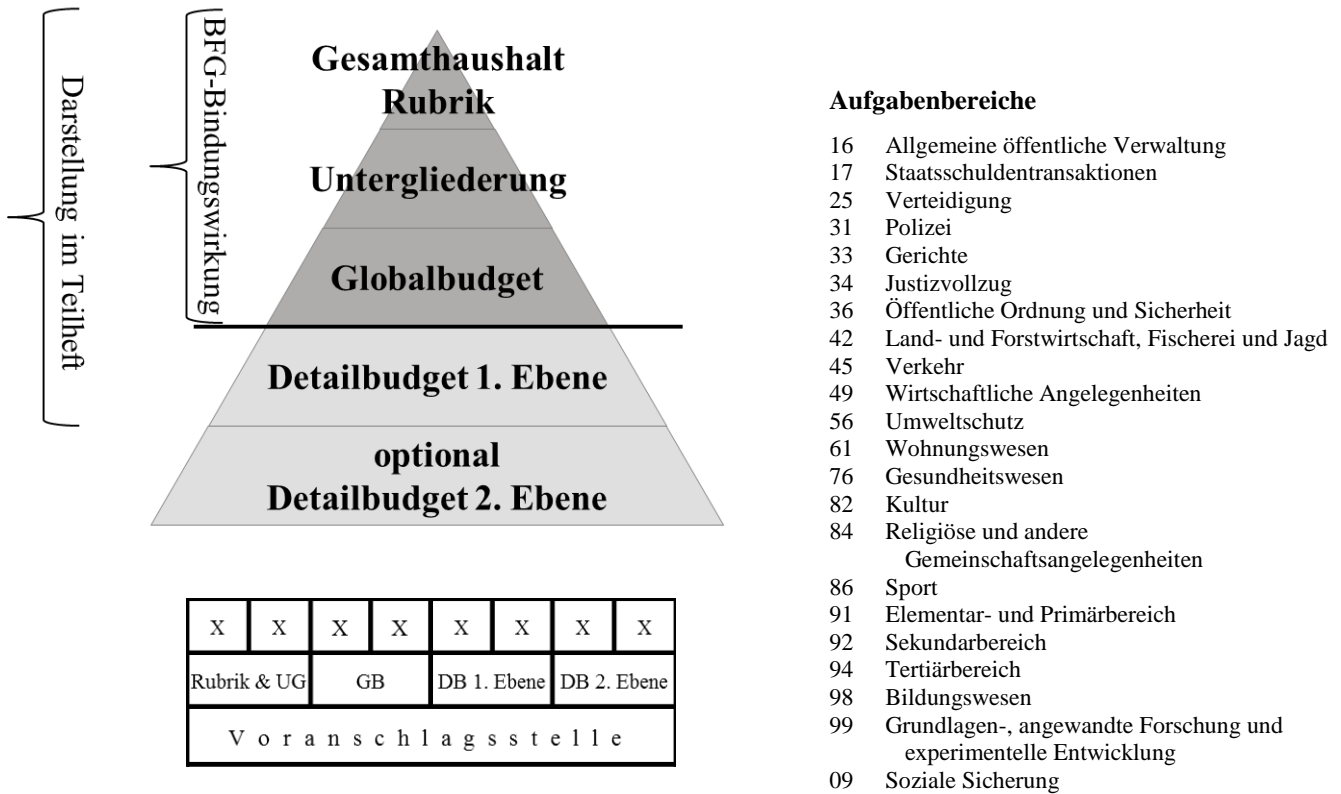 Darstellung im Teilheft
BFG-Bindungswirkung
Gesamthaushalt
Rubrik
Untergliederung
Globalbudget
Detailbudget 1. Ebene
optional
Detailbudget 2. Ebene
X X X X X X X X
Rubrik & UG GB DB 1. Ebene DB 2. Ebene
Voranschlagsstelle
Aufgabenbereiche
16 Allgemeine öffentliche Verwaltung
17 Staatsschuldentransaktionen
25 Verteidigung
31 Polizei
33 Gerichte
34 Justizvollzug
36 Öffentliche Ordnung und Sicherheit
42 Land- und Forstwirtschaft, Fischerei und Jagd
45 Verkehr
49 Wirtschaftliche Angelegenheiten
56 Umweltschutz
61 Wohnungswesen
76 Gesundheitswesen
82 Kultur
84 Religiöse und andere
Gemeinschaftsangelegenheiten
86 Sport
91 Elementar- und Primärbereich
92 Sekundarbereich
94 Tertiärbereich
98 Bildungswesen
99 Grundlagen-, angewandte Forschung und
experimentelle Entwicklung
09 Soziale Sicherung